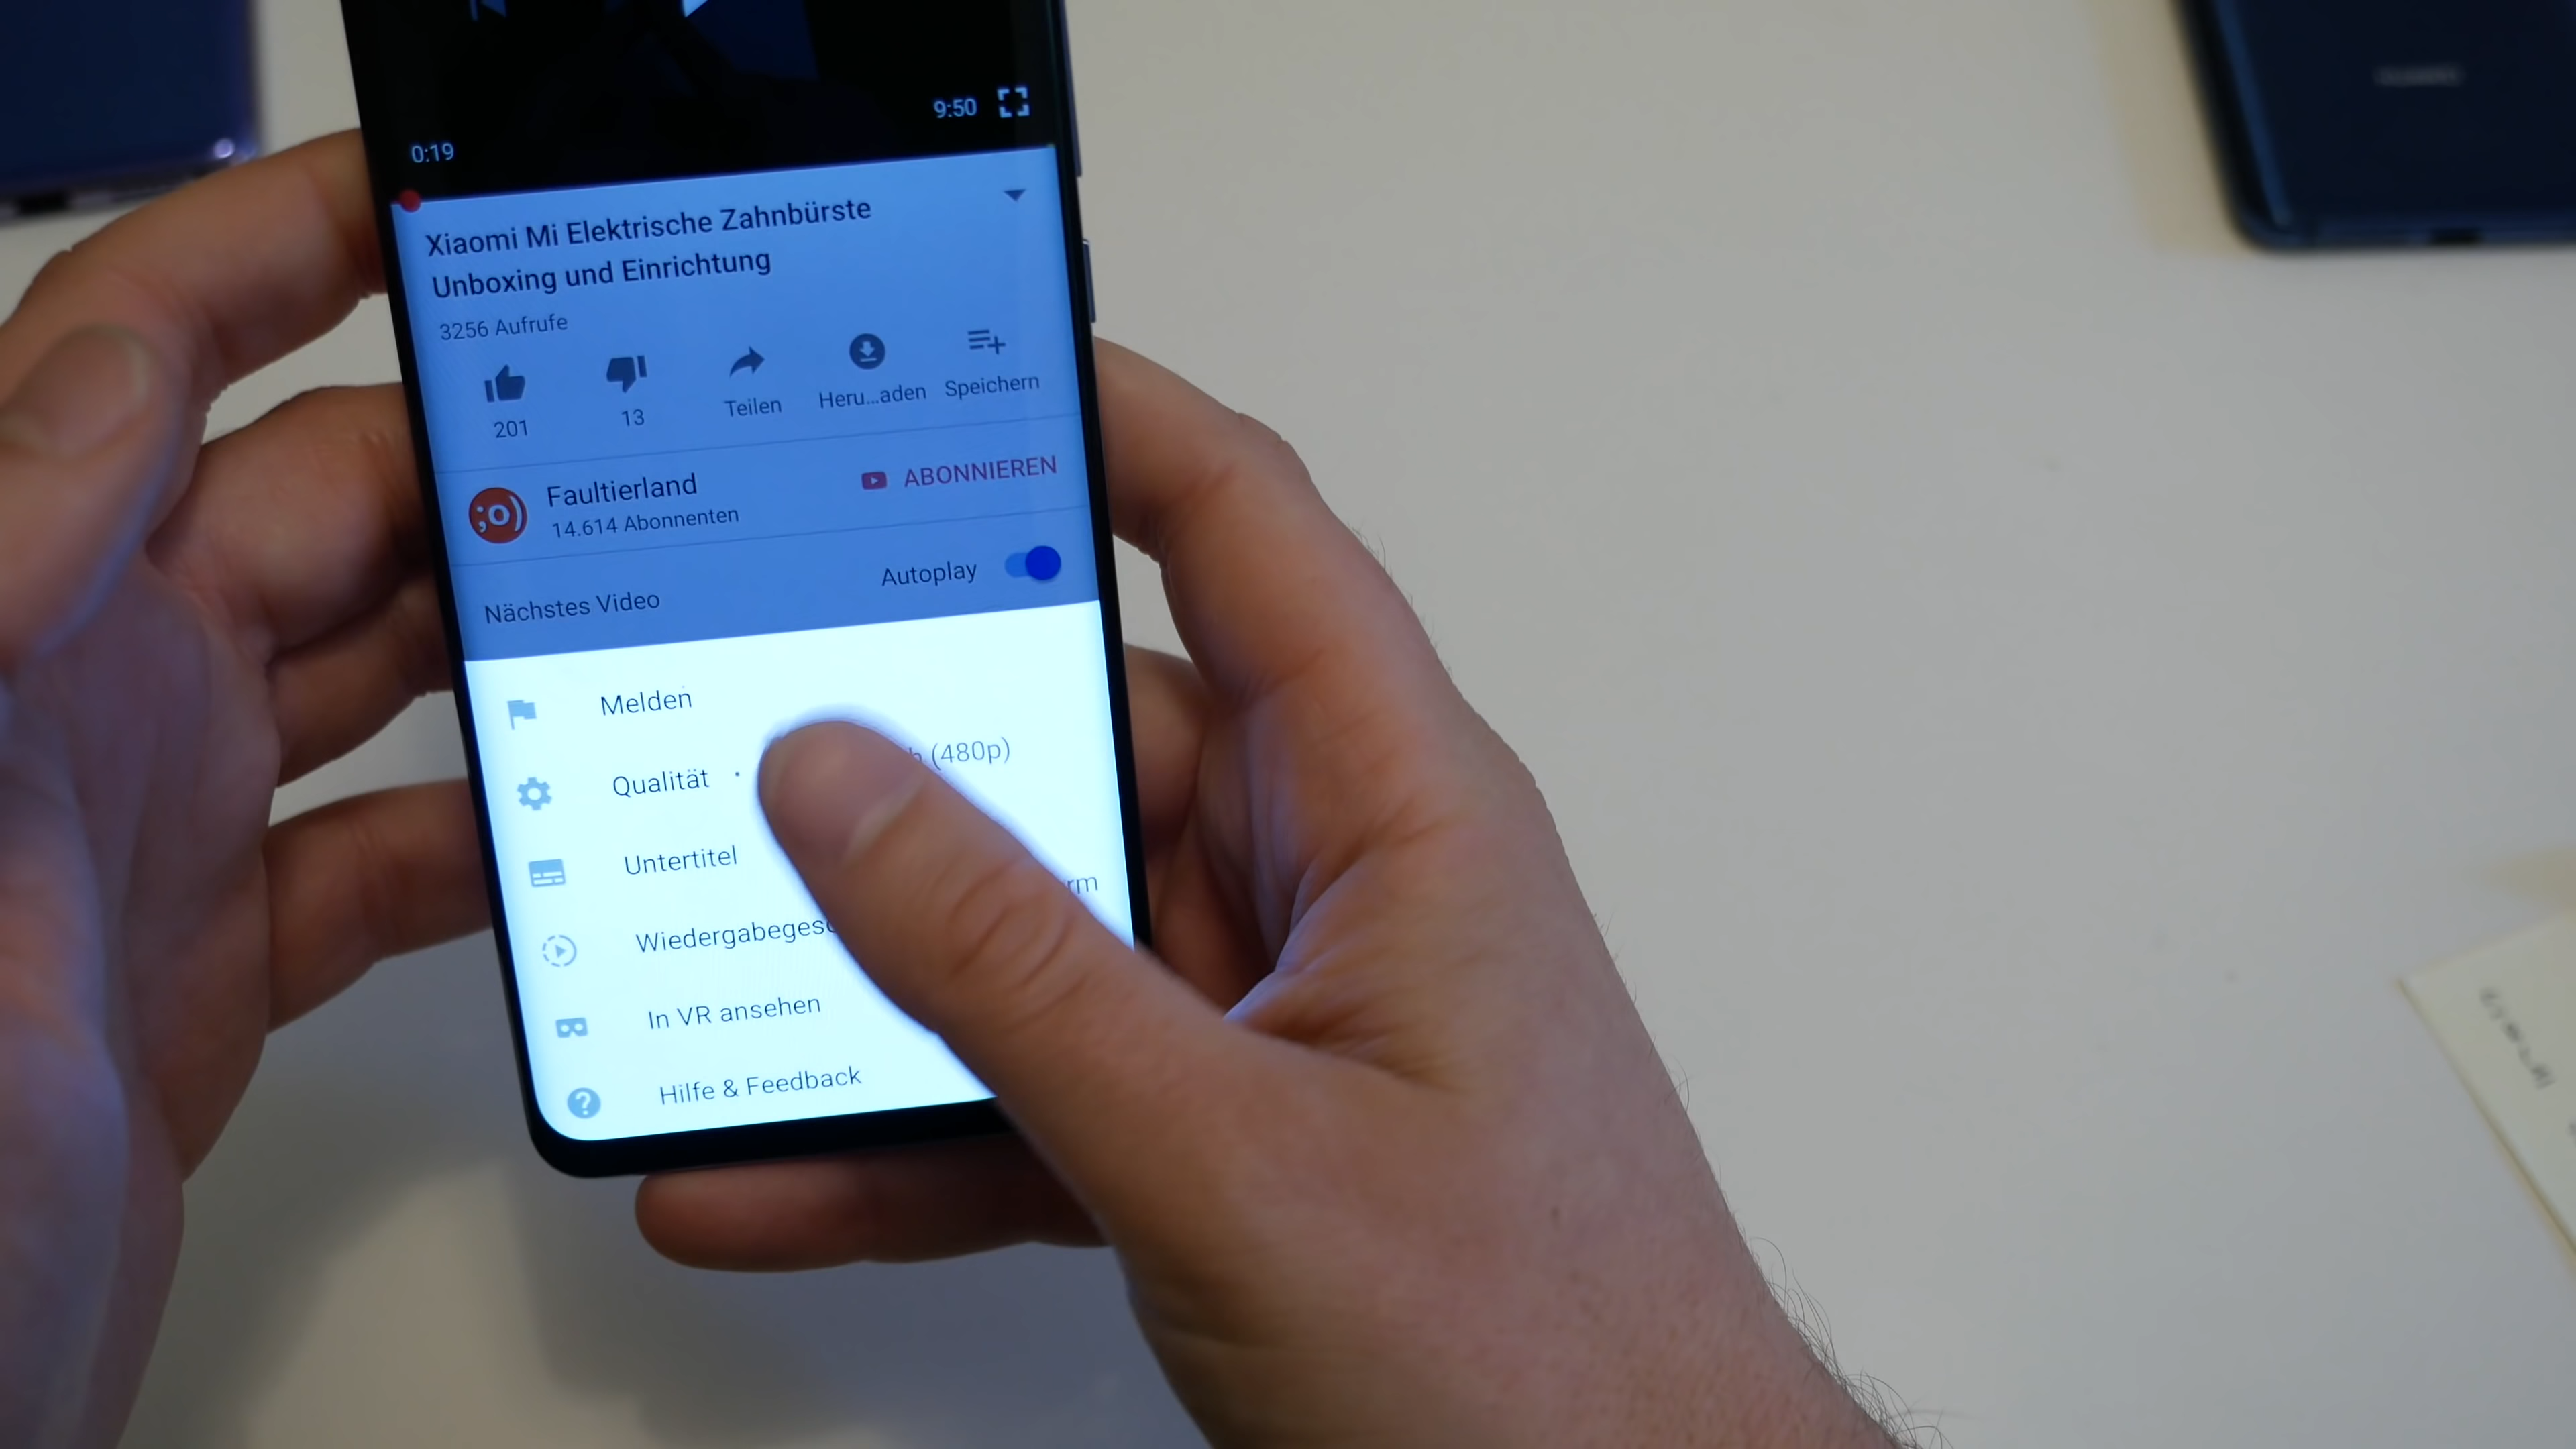 9:50
0:19
Xiaomi Mi Elektrische Zahnbürste
Unboxing und Einrichtung
3256 Aufrufe
201
13
Teilen
Heru...aden
Speichern
;o)
Faultierland
14.614 Abonnenten
ABONNIEREN
Nächstes Video
Autoplay
Melden
Qualität · (480p)
Untertitel
In VR ansehen
Hilfe & Feedback